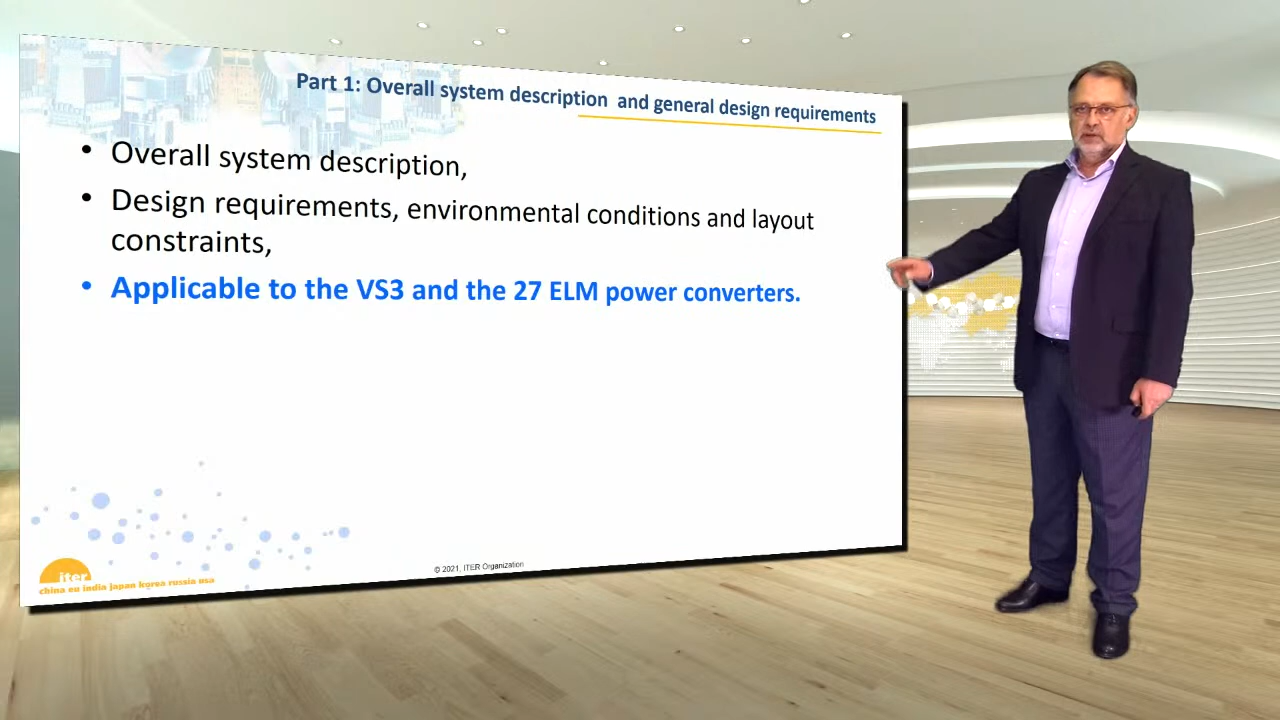 Part 1: Overall system description and general design requirements
• Overall system description,
• Design requirements, environmental conditions and layout
constraints,
• Applicable to the VS3 and the 27 ELM power converters.
iter
china eu india japan korea russia usa
© 2021, ITER Organization